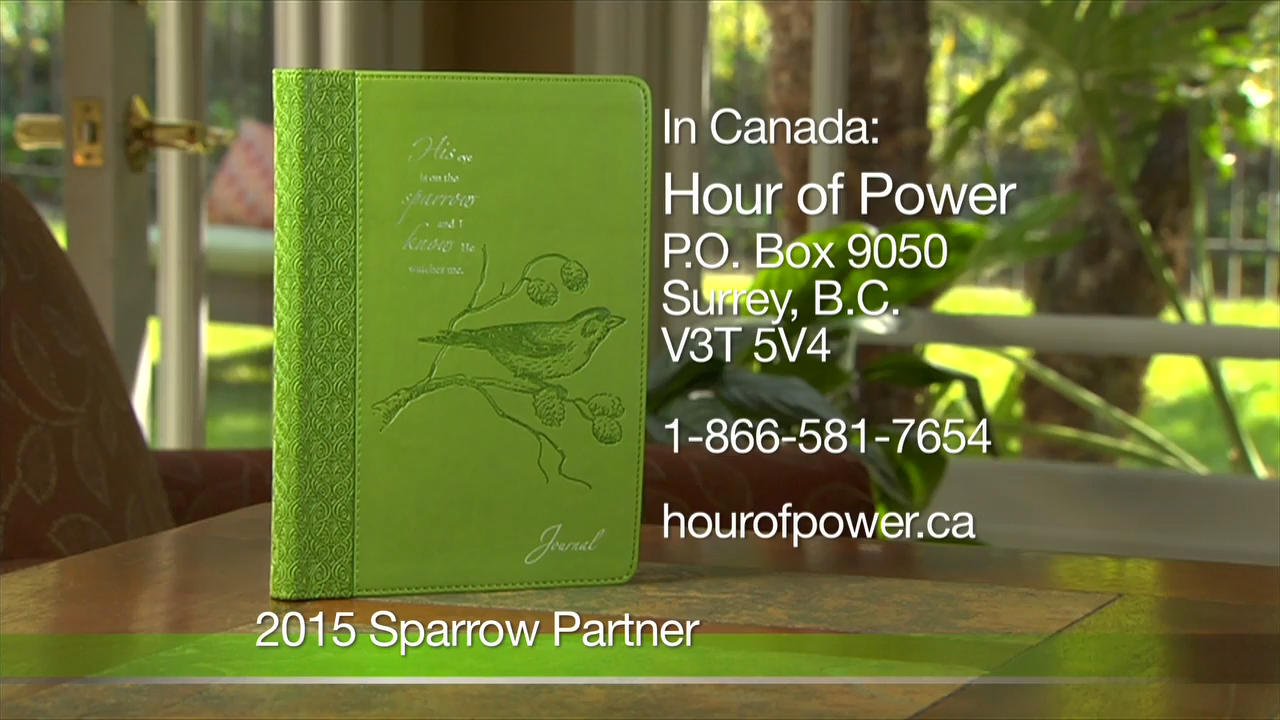 His eye
is on the
sparrow
and I
know He
watches me.
Journal
In Canada:
Hour of Power
P.O. Box 9050
Surrey, B.C.
V3T 5V4
1-866-581-7654
hourofpower.ca
2015 Sparrow Partner